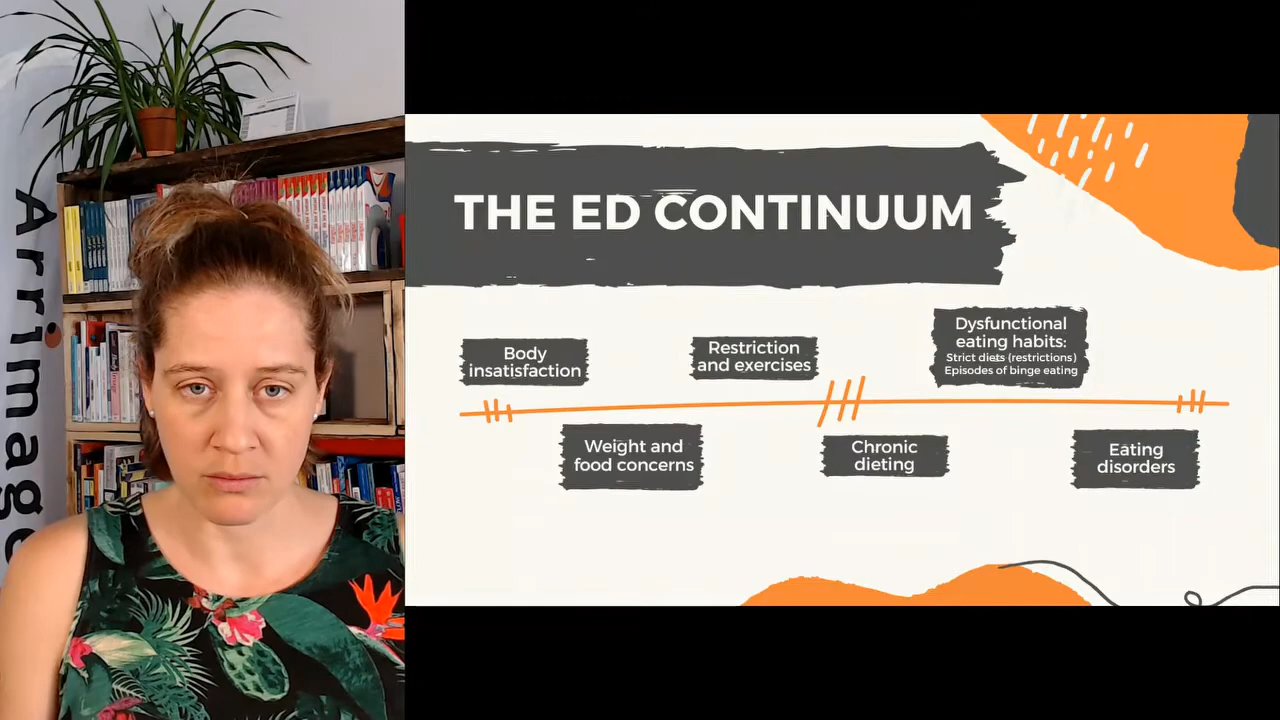 Arrimage
THE ED CONTINUUM
Body
insatisfaction
Restriction
and exercises
Dysfunctional
eating habits:
Strict diets (restrictions)
Episodes of binge eating
Weight and
food concerns
Chronic
dieting
Eating
disorders